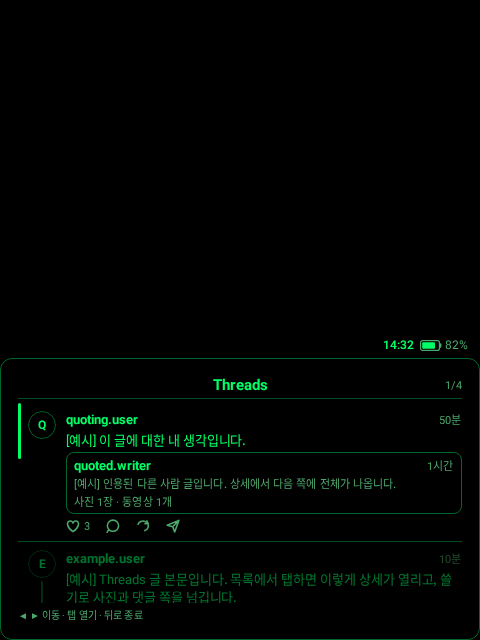 14:32 82%
Threads 1/4
Q quoting.user 50분
[예시] 이 글에 대한 내 생각입니다.
quoted.writer 1시간
[예시] 인용된 다른 사람 글입니다. 상세에서 다음 쪽에 전체가 나옵니다.
사진 1장 · 동영상 1개
3
E example.user 10분
[예시] Threads 글 본문입니다. 목록에서 탭하면 이렇게 상세가 열리고, 쓸
기로 사진과 댓글 쪽을 넘깁니다.
◄ ► 이동 · 탭 열기 · 뒤로 종료